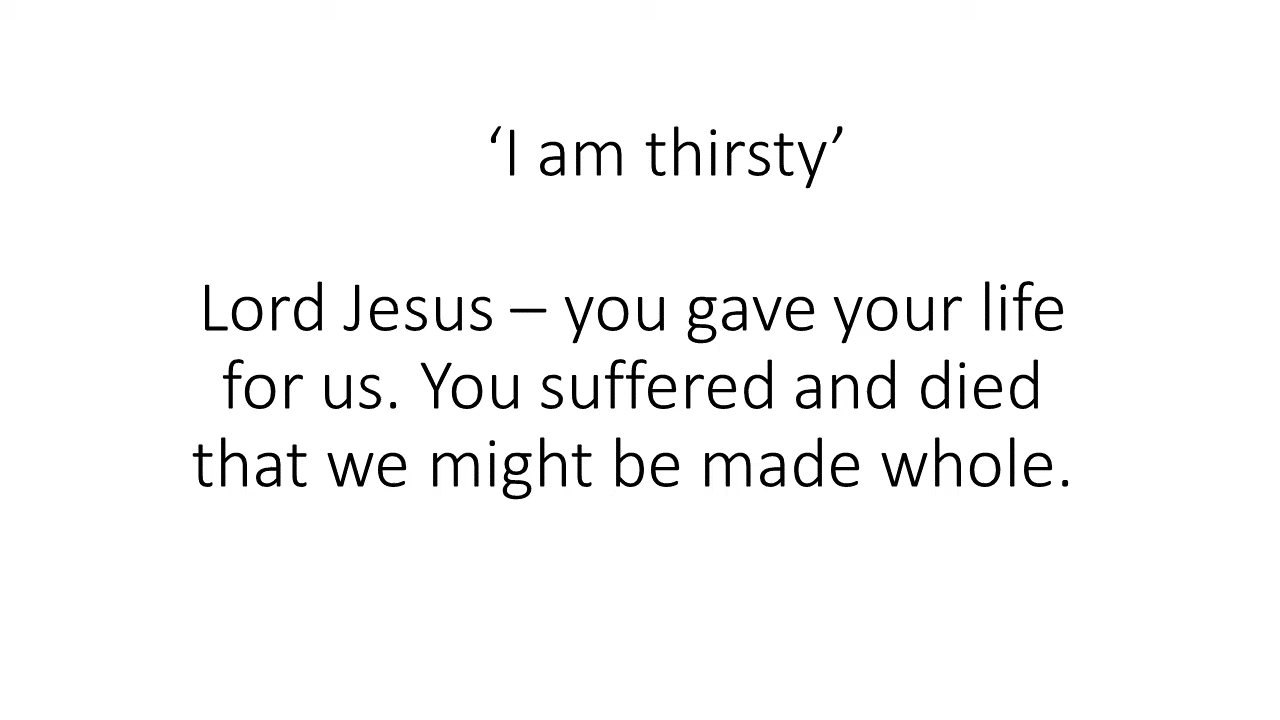 ‘I am thirsty’
Lord Jesus – you gave your life
for us. You suffered and died
that we might be made whole.